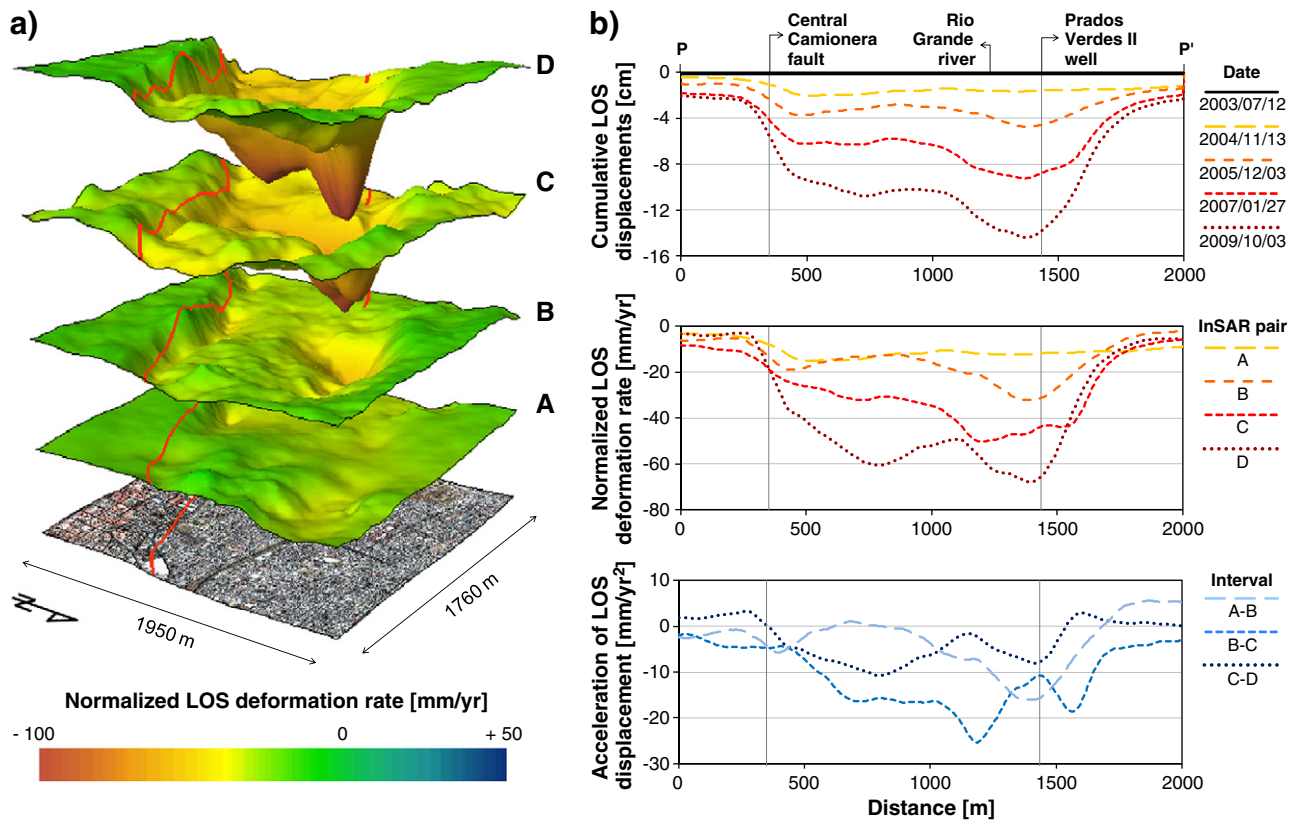 a)
D
C
B
A
1950 m
1760 m
N
Normalized LOS deformation rate [mm/yr]
- 100
0
+ 50
b)
Central
Camionera
fault
Rio
Grande
river
Prados
Verdes II
well
P
P'
Cumulative LOS
displacements [cm]
0
-4
-8
-12
-16
0
500
1000
1500
2000
Date
2003/07/12
2004/11/13
2005/12/03
2007/01/27
2009/10/03
Normalized LOS
deformation rate [mm/yr]
0
-20
-40
-60
-80
0
500
1000
1500
2000
InSAR pair
A
B
C
D
Acceleration of LOS
displacement [mm/yr²]
10
0
-10
-20
-30
0
500
1000
1500
2000
Distance [m]
Interval
A-B
B-C
C-D